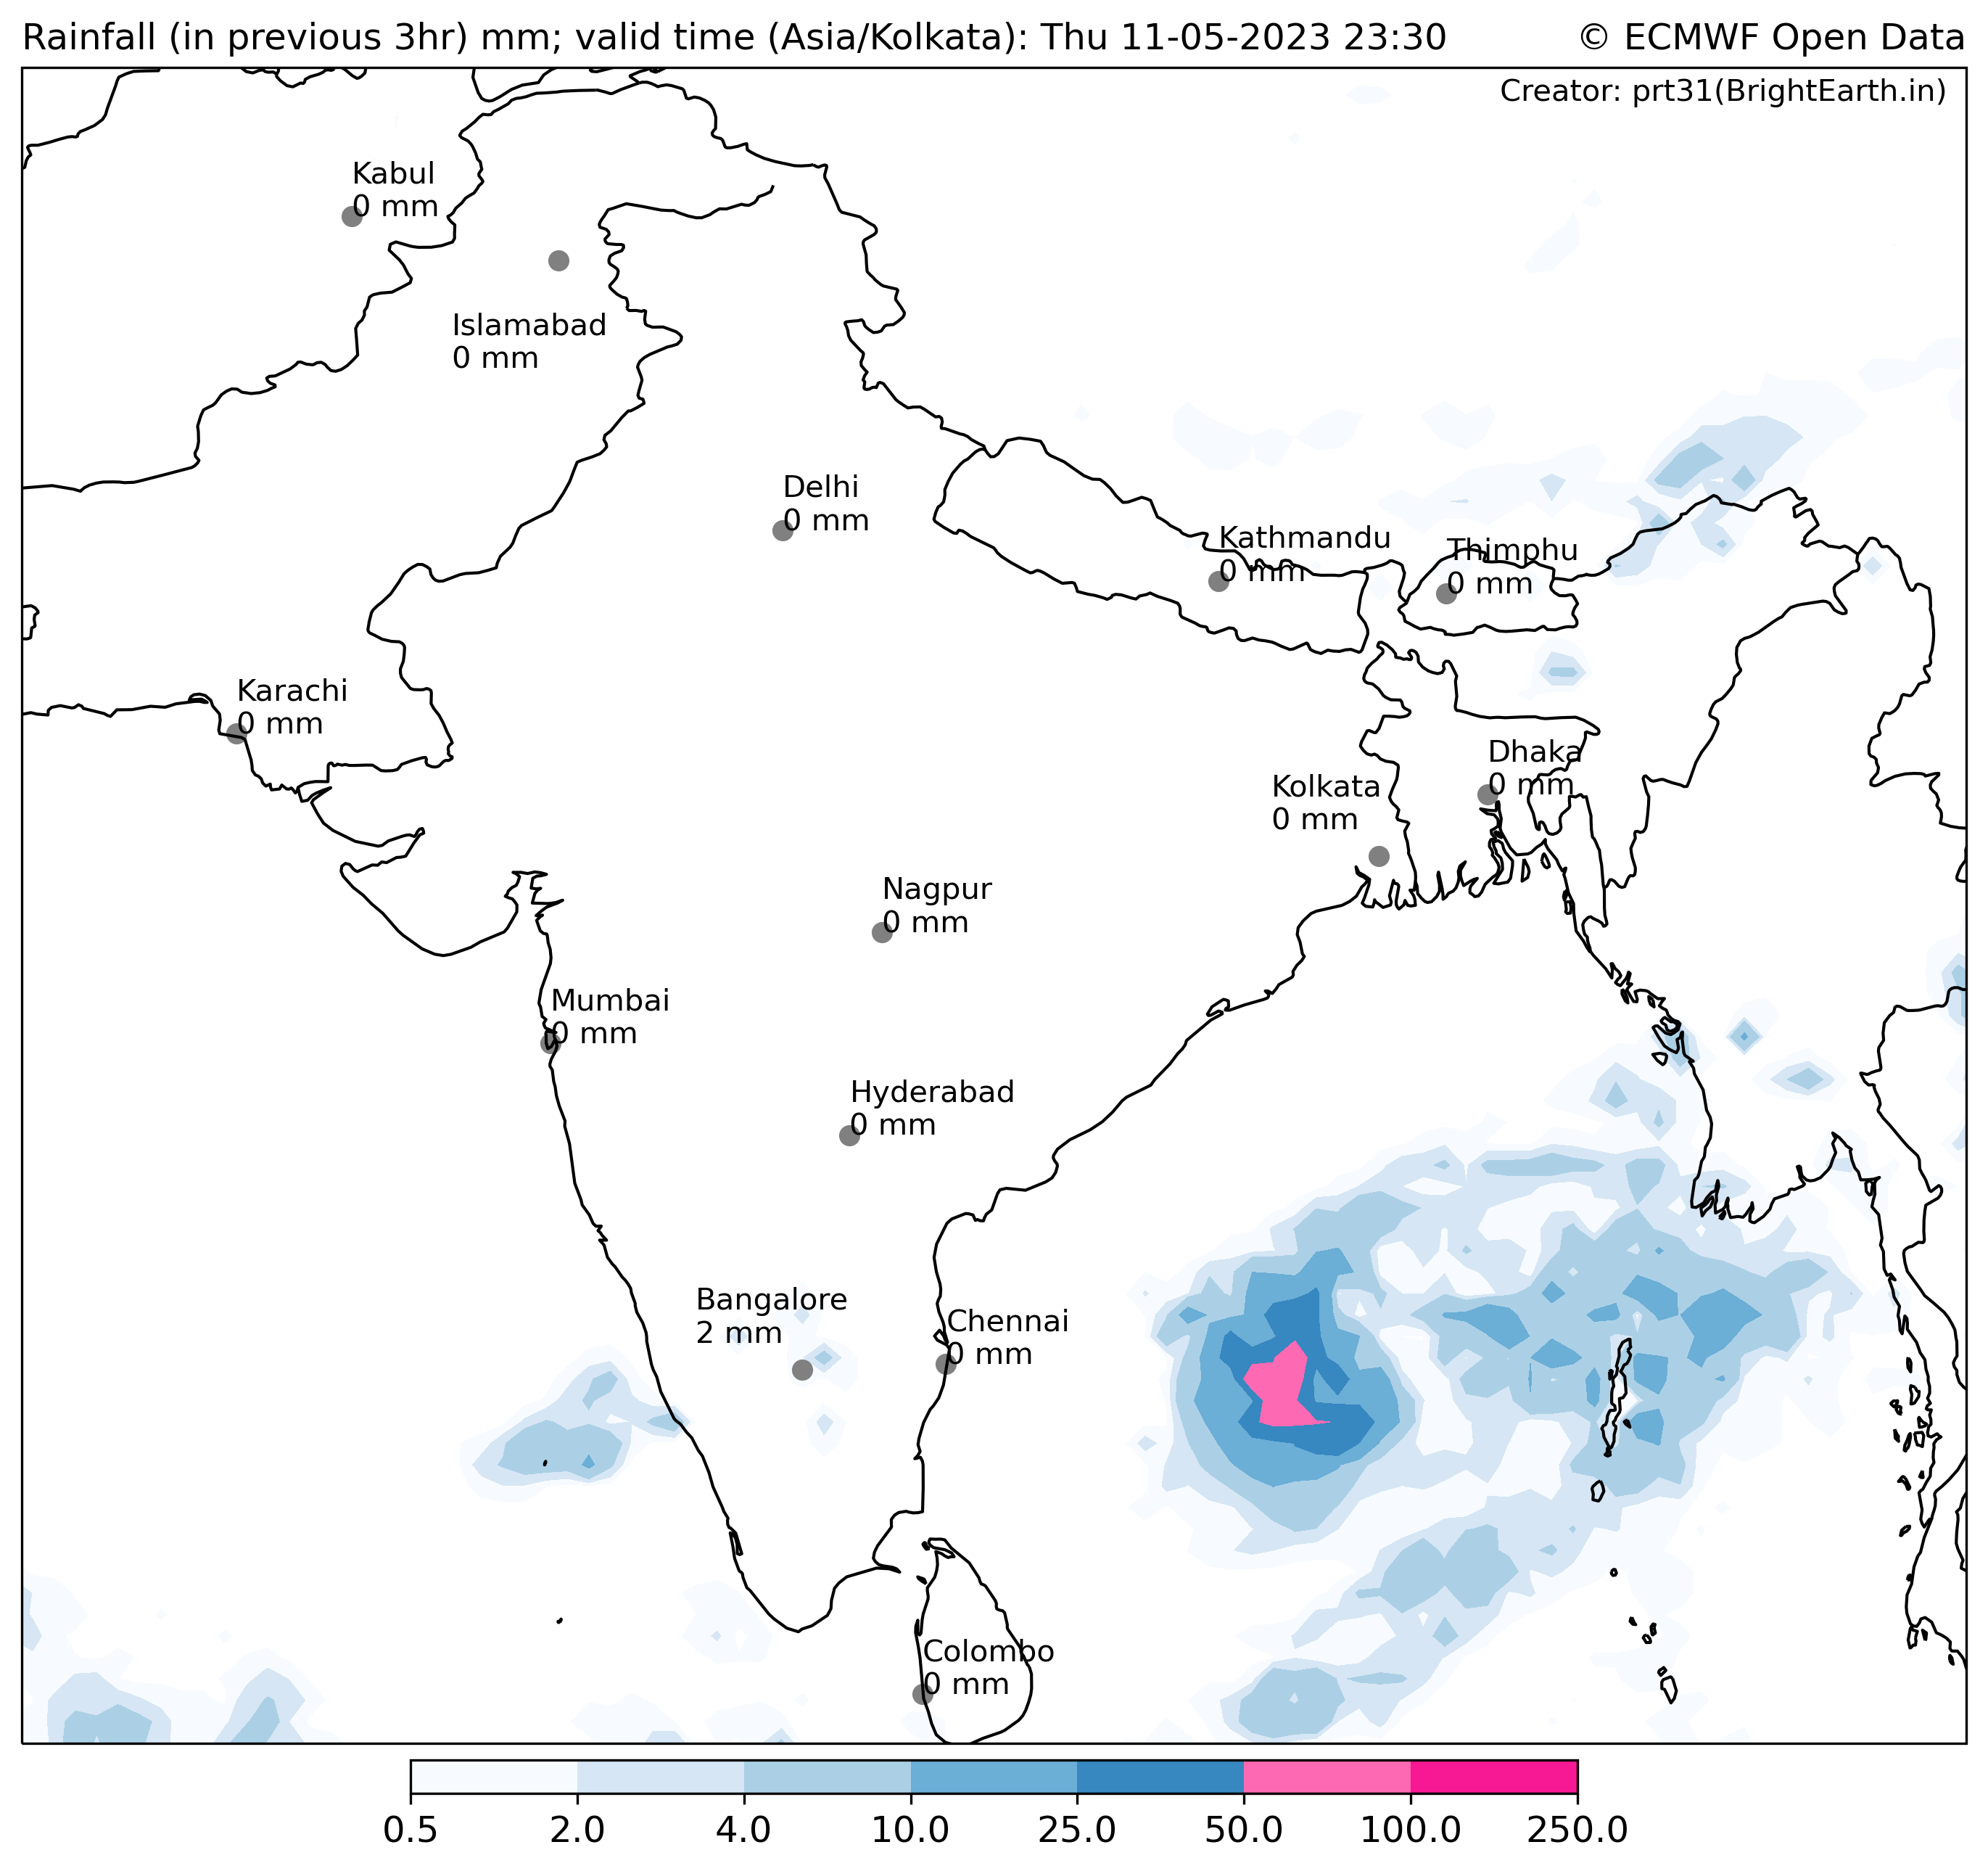 Rainfall (in previous 3hr) mm; valid time (Asia/Kolkata): Thu 11-05-2023 23:30 © ECMWF Open Data
Creator: prt31(BrightEarth.in)
Kabul
0 mm
Islamabad
0 mm
Delhi
0 mm
Kathmandu
0 mm
Thimphu
0 mm
Karachi
0 mm
Dhaka
0 mm
Kolkata
0 mm
Nagpur
0 mm
Mumbai
0 mm
Hyderabad
0 mm
Bangalore
2 mm
Chennai
0 mm
Colombo
0 mm
0.5 2.0 4.0 10.0 25.0 50.0 100.0 250.0